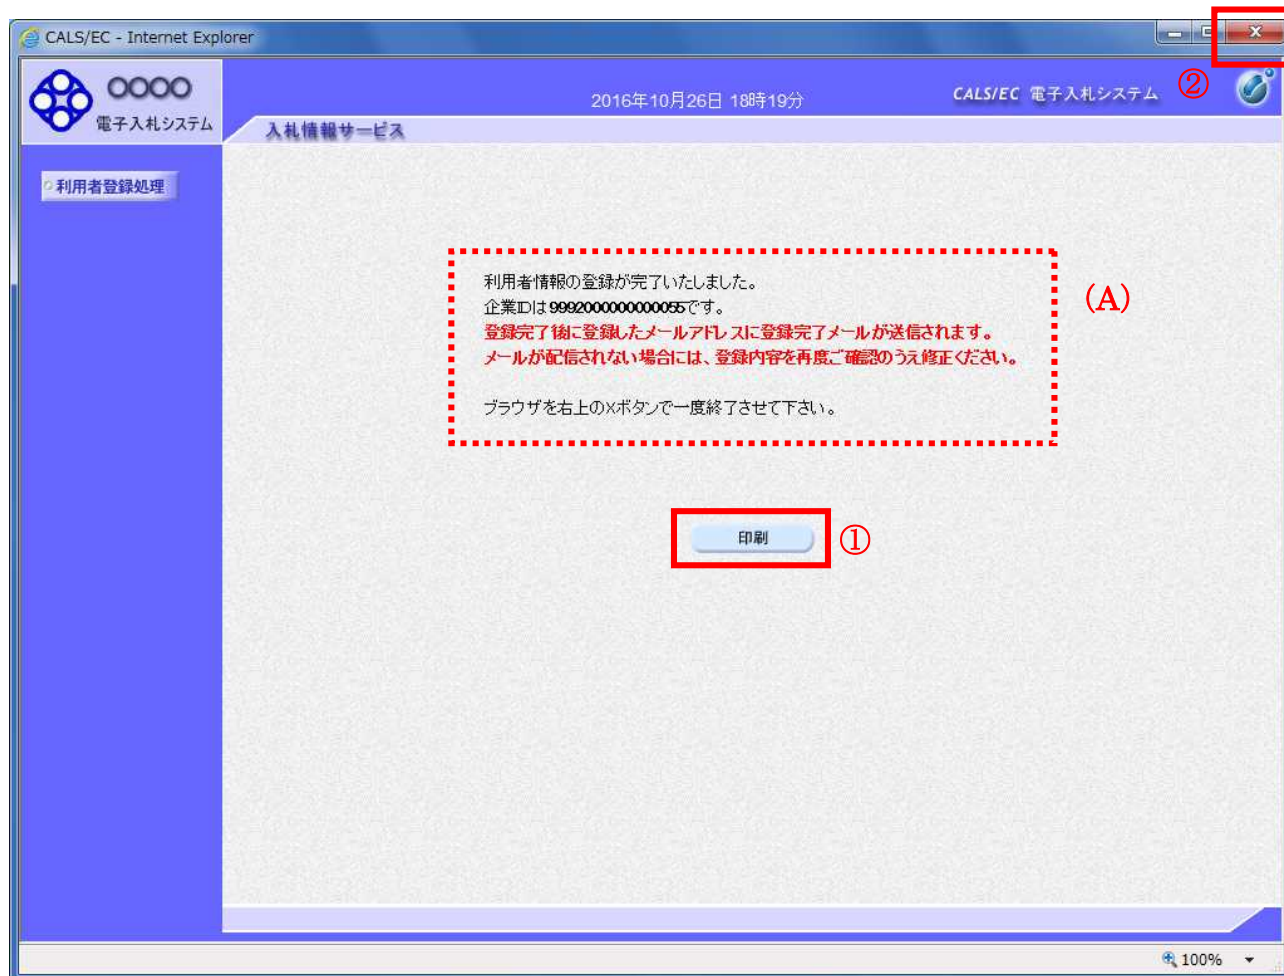 CALS/EC - Internet Explorer
○○○○
電子入札システム
2016年10月26日 18時19分
CALS/EC 電子入札システム
②
入札情報サービス
利用者登録処理
利用者情報の登録が完了いたしました。
企業IDは9992000000000055です。
登録完了後に登録したメールアドレスに登録完了メールが送信されます。
メールが配信されない場合には、登録内容を再度ご確認のうえ修正ください。
ブラウザを右上の×ボタンで一度終了させて下さい。
(A)
印刷
①
100%